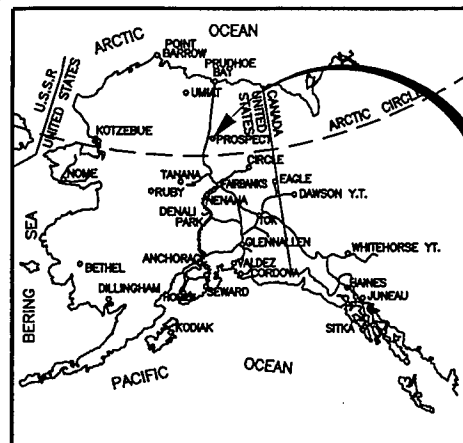 ARCTIC OCEAN
POINT
BARROW
PRUDHOE
BAY
UMIAT
U.S.S.R
UNITED STATES
CANADA
UNITED
STATES
ARCTIC CIRCLE
KOTZEBUE
PROSPECT
CIRCLE
NOME
TANANA
FAIRBANKS
EAGLE
RUBY
NENANA
DAWSON Y.T.
DENALI
PARK
TOK
GLENNALLEN
WHITEHORSE YT.
BERING SEA
BETHEL
ANCHORAG
VALDEZ
CORDOVA
DILLINGHAM
SEWARD
HAINES
JUNEAU
KODIAK
SITKA
PACIFIC OCEAN